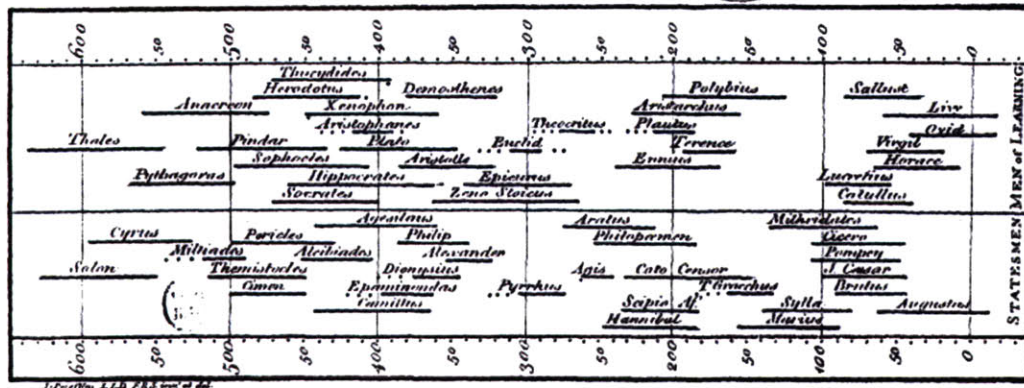 600 50 500 50 400 50 300 50 200 50 100 50 0
Thucydides
Herodotus Demosthenes Polybius Sallust
Anacreon Xenophan Aristarchus Livy
Aristophanes Theocritus Plautus Ovid
Thales Pindar Plato Euclid Terence Virgil
Sophocles Aristotle Ennius Horace
Pythagoras Hippocrates Epicurus Lucretius
Socrates Zeno Stoicus Catullus
MEN of LEARNING
Agesilaus Aratus Mithridates
Cyrus Pericles Philip Philopœmen Cicero
Miltiades Alcibiades Alexander Pompey
Solon Themistocles Dionysius Agis Cato Censor J. Cæsar
Cimon Epaminondas Pyrrhus T Gracchus Brutus
Camillus Scipio Af. Sylla Augustus
Hannibal Marius
STATESMEN
600 50 500 50 400 50 300 50 200 50 100 50 0
L.L.D. F.R.S.